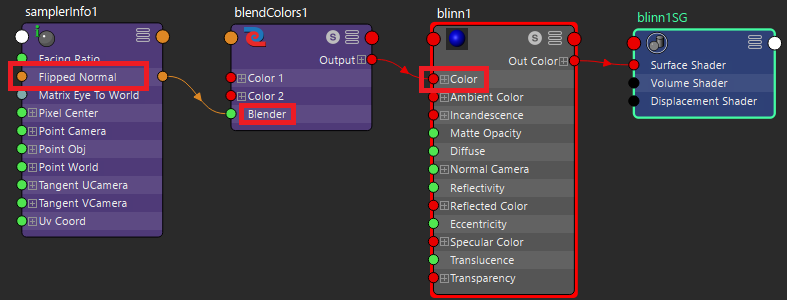 samplerInfo1
Facing Ratio
Flipped Normal
Matrix Eye To World
Pixel Center
Point Camera
Point Obj
Point World
Tangent UCamera
Tangent VCamera
Uv Coord
blendColors1
S
Output
Color 1
Color 2
Blender
blinn1
S
Out Color
Color
Ambient Color
Incandescence
Matte Opacity
Diffuse
Normal Camera
Reflectivity
Reflected Color
Eccentricity
Specular Color
Translucence
Transparency
blinn1SG
Surface Shader
Volume Shader
Displacement Shader